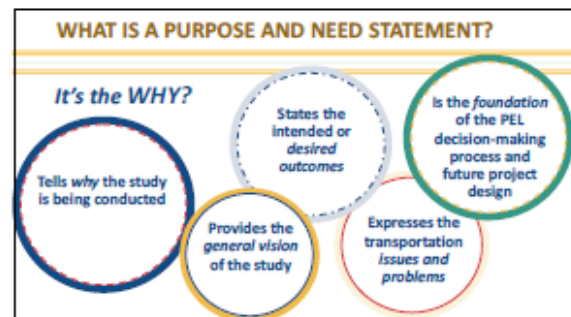 WHAT IS A PURPOSE AND NEED STATEMENT?
It's the WHY?
Tells why the study
is being conducted
Provides the
general vision
of the study
States the
intended or
desired
outcomes
Expresses the
transportation
issues and
problems
Is the foundation
of the PEL
decision-making
process and
future project
design